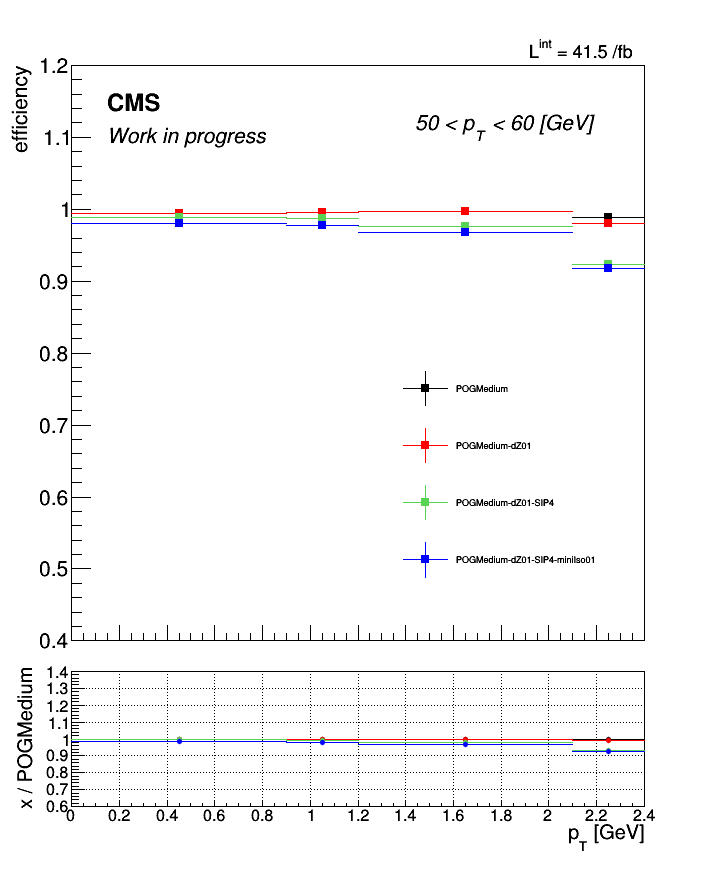 L^int = 41.5 /fb
efficiency
1.2
1.1
1
0.9
0.8
0.7
0.6
0.5
0.4
CMS
Work in progress
50 < p_T < 60 [GeV]
POGMedium
POGMedium-dZ01
POGMedium-dZ01-SIP4
POGMedium-dZ01-SIP4-miniIso01
x / POGMedium
1.4
1.3
1.2
1.1
1
0.9
0.8
0.7
0.6
0 0.2 0.4 0.6 0.8 1 1.2 1.4 1.6 1.8 2 2.2 2.4
p_T [GeV]